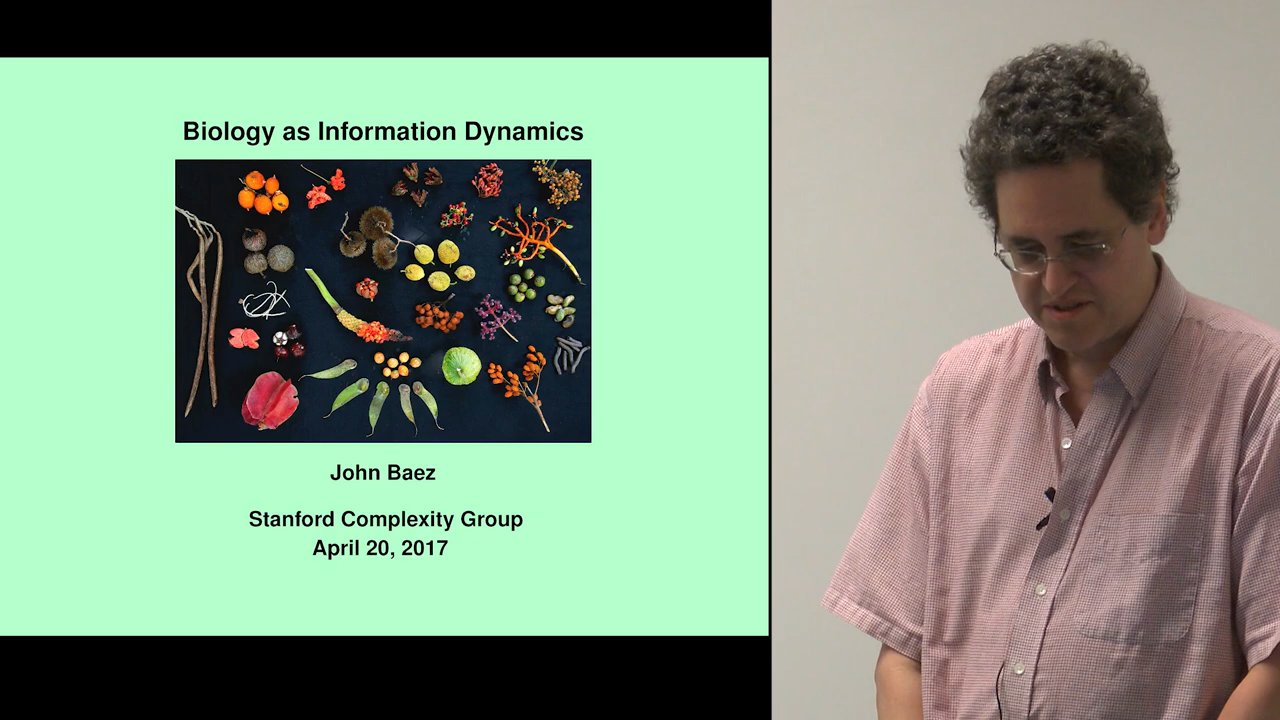 Biology as Information Dynamics
John Baez
Stanford Complexity Group
April 20, 2017